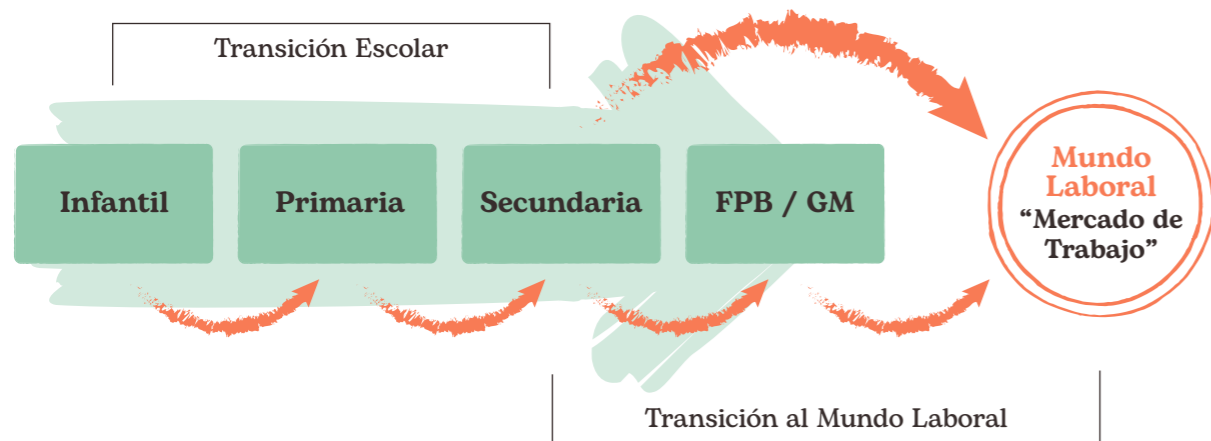 Transición Escolar
Infantil
Primaria
Secundaria
FPB / GM
Mundo
Laboral
“Mercado de
Trabajo”
Transición al Mundo Laboral